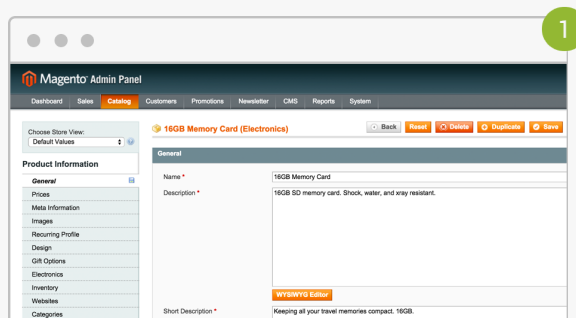 1
Magento® Admin Panel
Dashboard Sales Catalog Customers Promotions Newsletter CMS Reports System
Choose Store View:
Default Values
Product Information
General
Prices
Meta Information
Images
Recurring Profile
Design
Gift Options
Electronics
Inventory
Websites
Categories
16GB Memory Card (Electronics)
Back Reset Delete Duplicate Save
General
Name * 16GB Memory Card
Description * 16GB SD memory card. Shock, water, and xray resistant.
WYSIWYG Editor
Short Description * Keeping all your travel memories compact. 16GB.